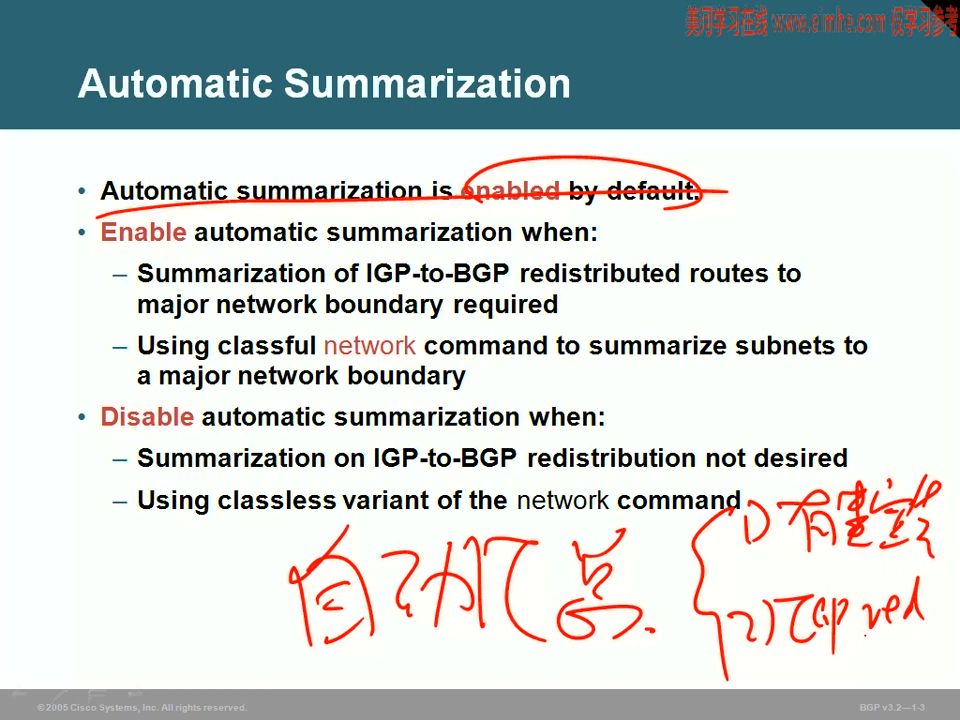 美河学习在线 www.eimhe.com 仅学习参考
Automatic Summarization
• Automatic summarization is enabled by default.
• Enable automatic summarization when:
– Summarization of IGP-to-BGP redistributed routes to
major network boundary required
– Using classful network command to summarize subnets to
a major network boundary
• Disable automatic summarization when:
– Summarization on IGP-to-BGP redistribution not desired
– Using classless variant of the network command
自动汇总
1)
2) IGP red
© 2005 Cisco Systems, Inc. All rights reserved.
BGP v3.2—1-3